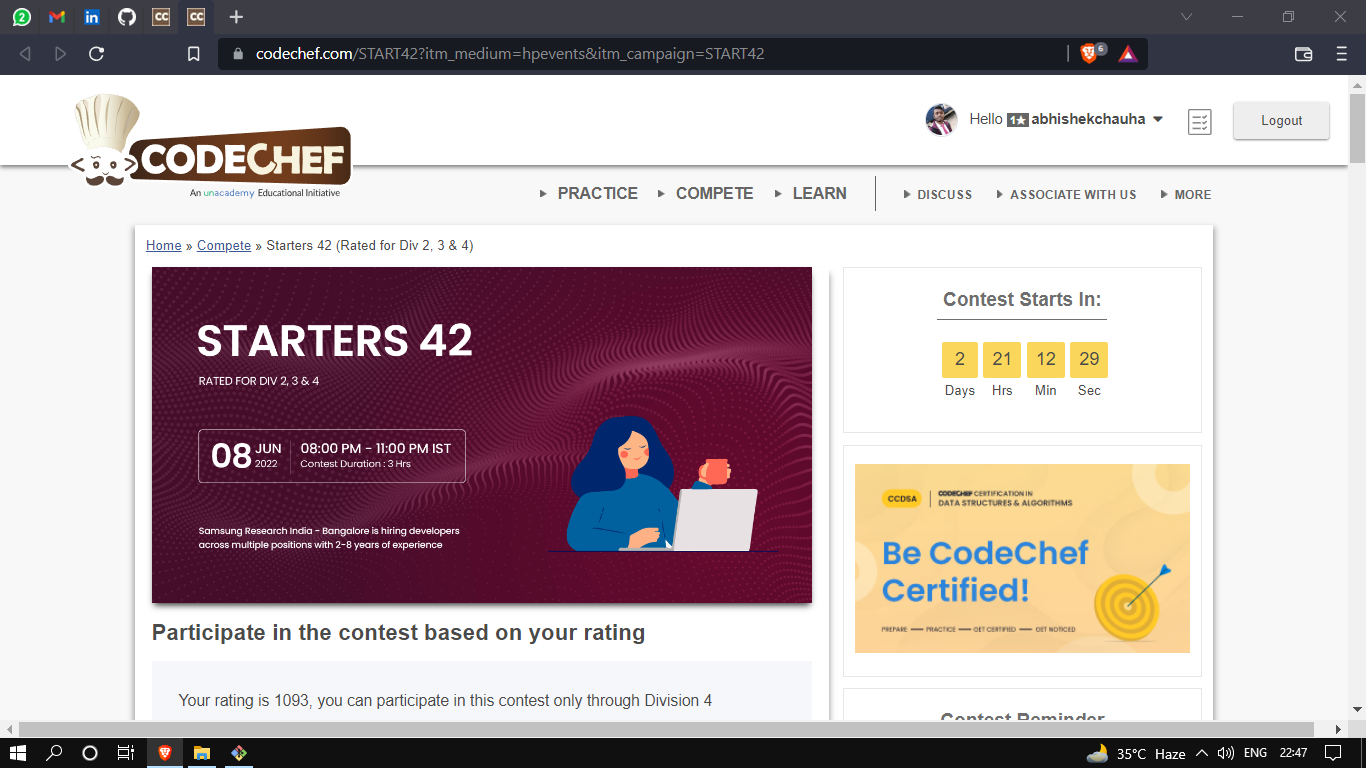 2
CC
CC
codechef.com/START42?itm_medium=hpevents&itm_campaign=START42
6
CODECHEF
An unacademy Educational Initiative
Hello 1★ abhishekchauha
Logout
PRACTICE COMPETE LEARN DISCUSS ASSOCIATE WITH US MORE
Home » Compete » Starters 42 (Rated for Div 2, 3 & 4)
STARTERS 42
RATED FOR DIV 2, 3 & 4
08 JUN 2022
08:00 PM - 11:00 PM IST
Contest Duration : 3 Hrs
Samsung Research India - Bangalore is hiring developers
across multiple positions with 2-8 years of experience
Participate in the contest based on your rating
Your rating is 1093, you can participate in this contest only through Division 4
Contest Starts In:
2 21 12 29
Days Hrs Min Sec
CCDSA
CODECHEF CERTIFICATION IN
DATA STRUCTURES & ALGORITHMS
Be CodeChef
Certified!
PREPARE — PRACTICE — GET CERTIFIED — GET NOTICED
Contest Reminder
35°C Haze ENG 22:47